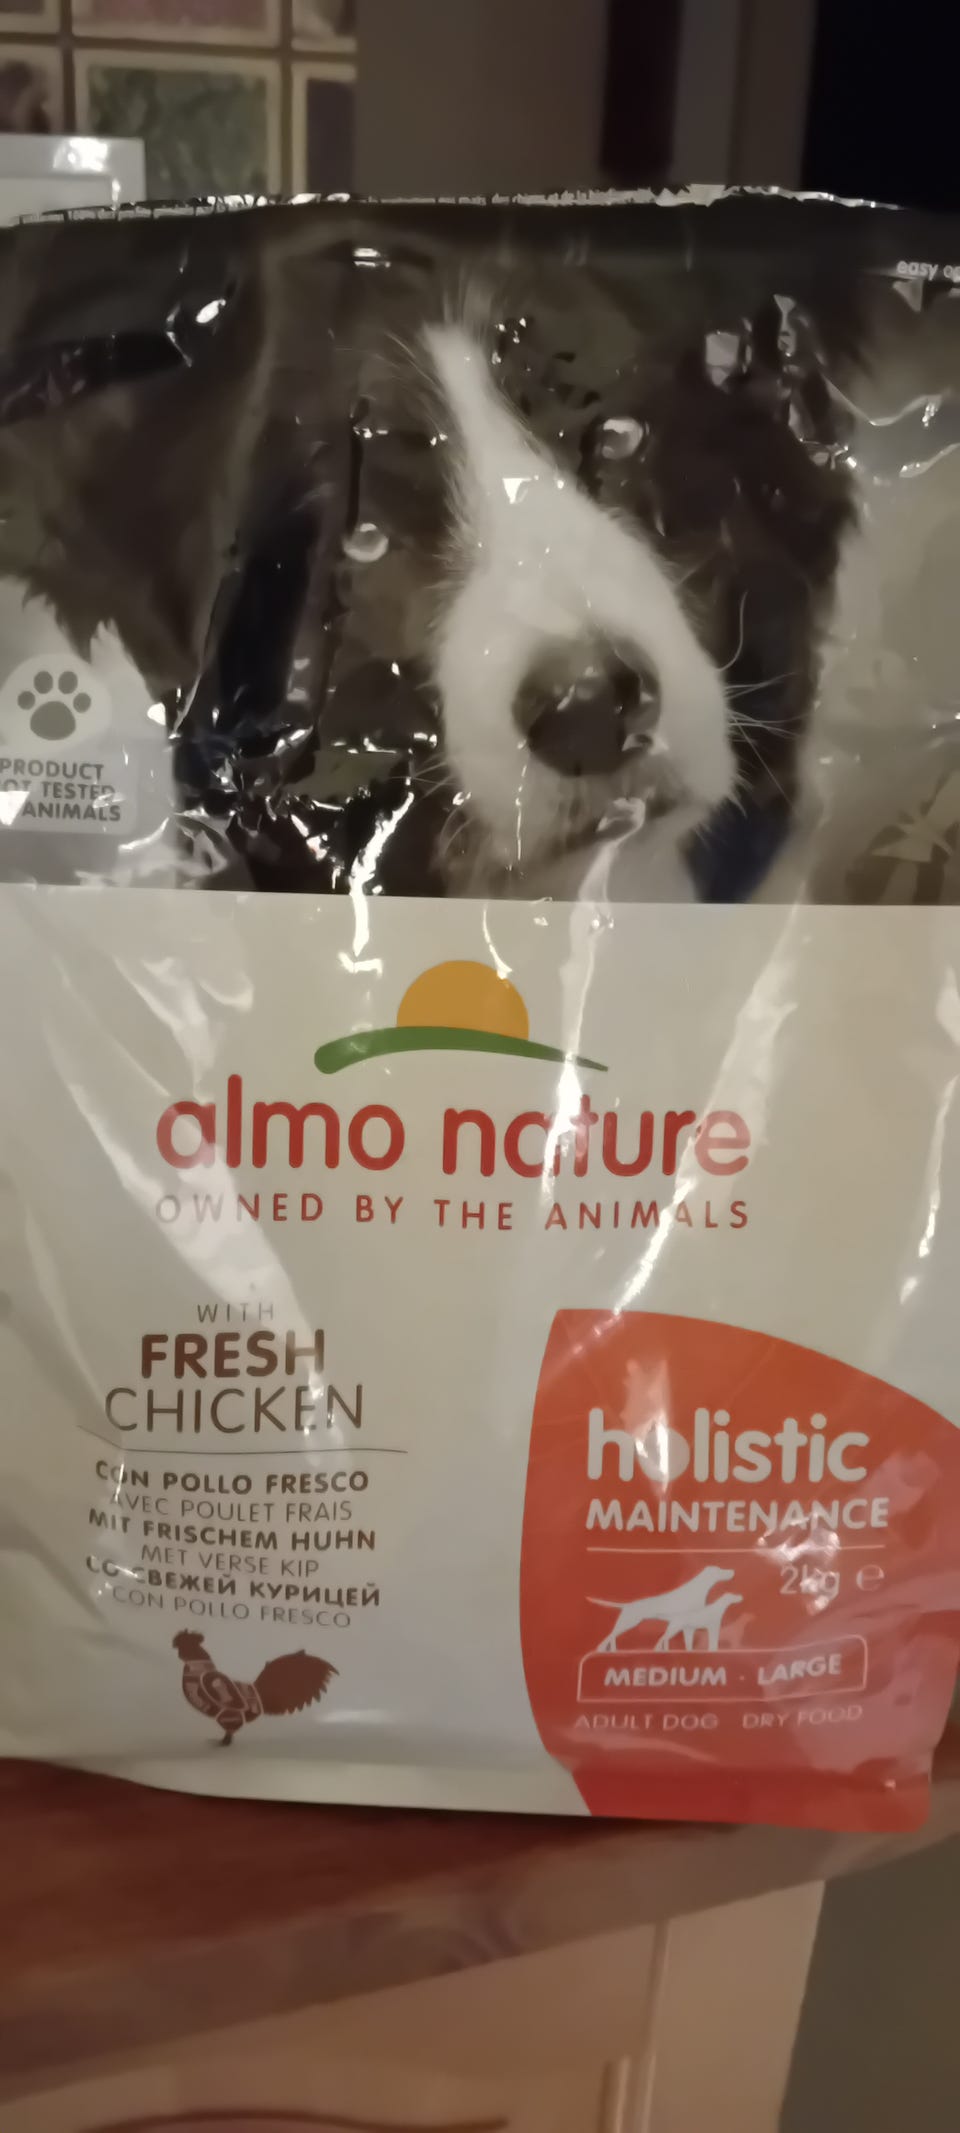 easy
PRODUCT
TESTED
ANIMALS
almo nature
OWNED BY THE ANIMALS
WITH
FRESH
CHICKEN
CON POLLO FRESCO
AVEC POULET FRAIS
MIT FRISCHEM HUHN
MET VERSE KIP
СО СВЕЖЕЙ КУРИЦЕЙ
CON POLLO FRESCO
holistic
MAINTENANCE
2kg e
MEDIUM · LARGE
ADULT DOG DRY FOOD